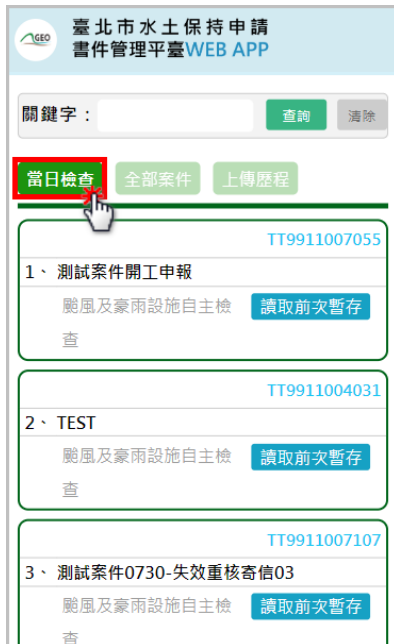 GEO
臺北市水土保持申請
書件管理平臺WEB APP
關鍵字：
查詢
清除
當日檢查
全部案件
上傳歷程
TT9911007055
1、 測試案件開工申報
颱風及豪雨設施自主檢
查
讀取前次暫存
TT9911004031
2、 TEST
颱風及豪雨設施自主檢
查
讀取前次暫存
TT9911007107
3、 測試案件0730-失效重核寄信03
颱風及豪雨設施自主檢
查
讀取前次暫存